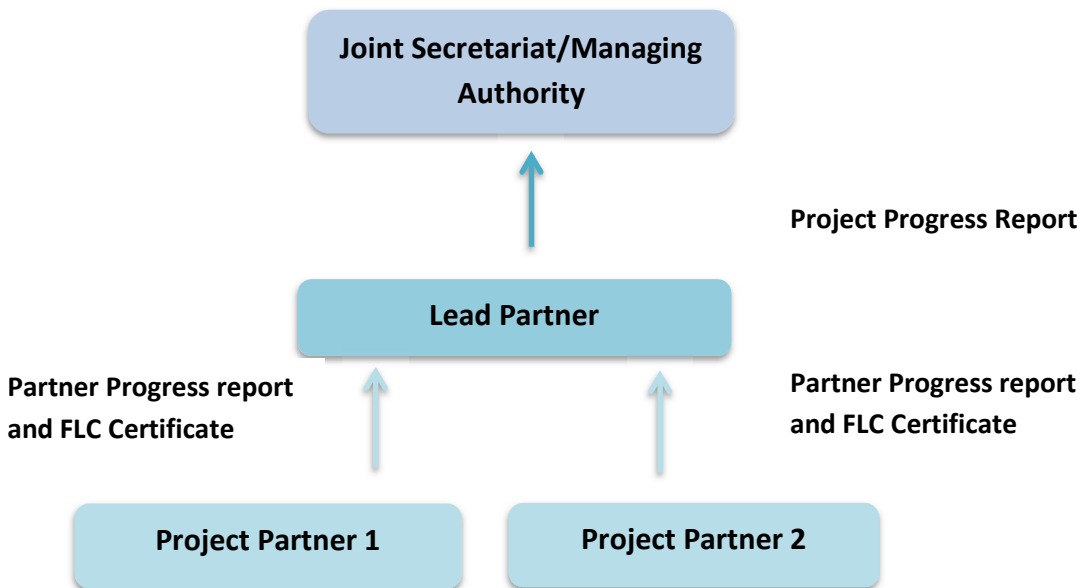 Joint Secretariat/Managing
Authority
Project Progress Report
Lead Partner
Partner Progress report
and FLC Certificate
Partner Progress report
and FLC Certificate
Project Partner 1
Project Partner 2